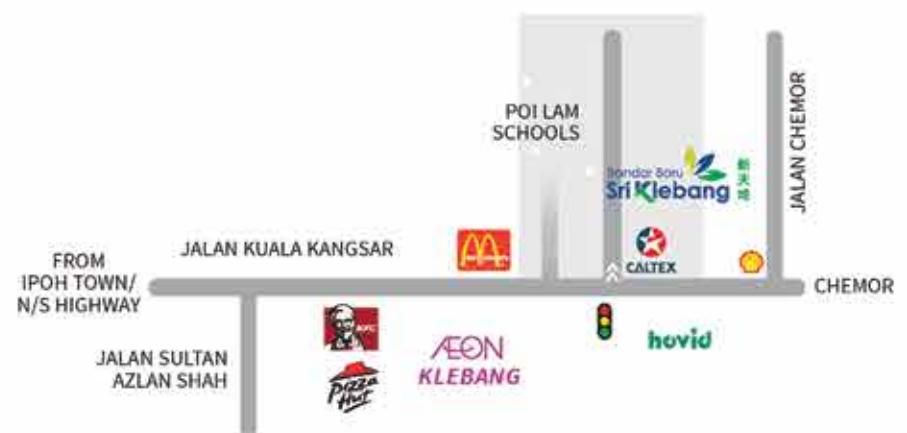 POI LAM
SCHOOLS
JALAN CHEMOR
Bandar Baru
Sri Klebang
JALAN KUALA KANGSAR
FROM
IPOH TOWN/
N/S HIGHWAY
CALTEX
CHEMOR
KFC
JALAN SULTAN
AZLAN SHAH
Pizza
Hut
ÆON
KLEBANG
hovid